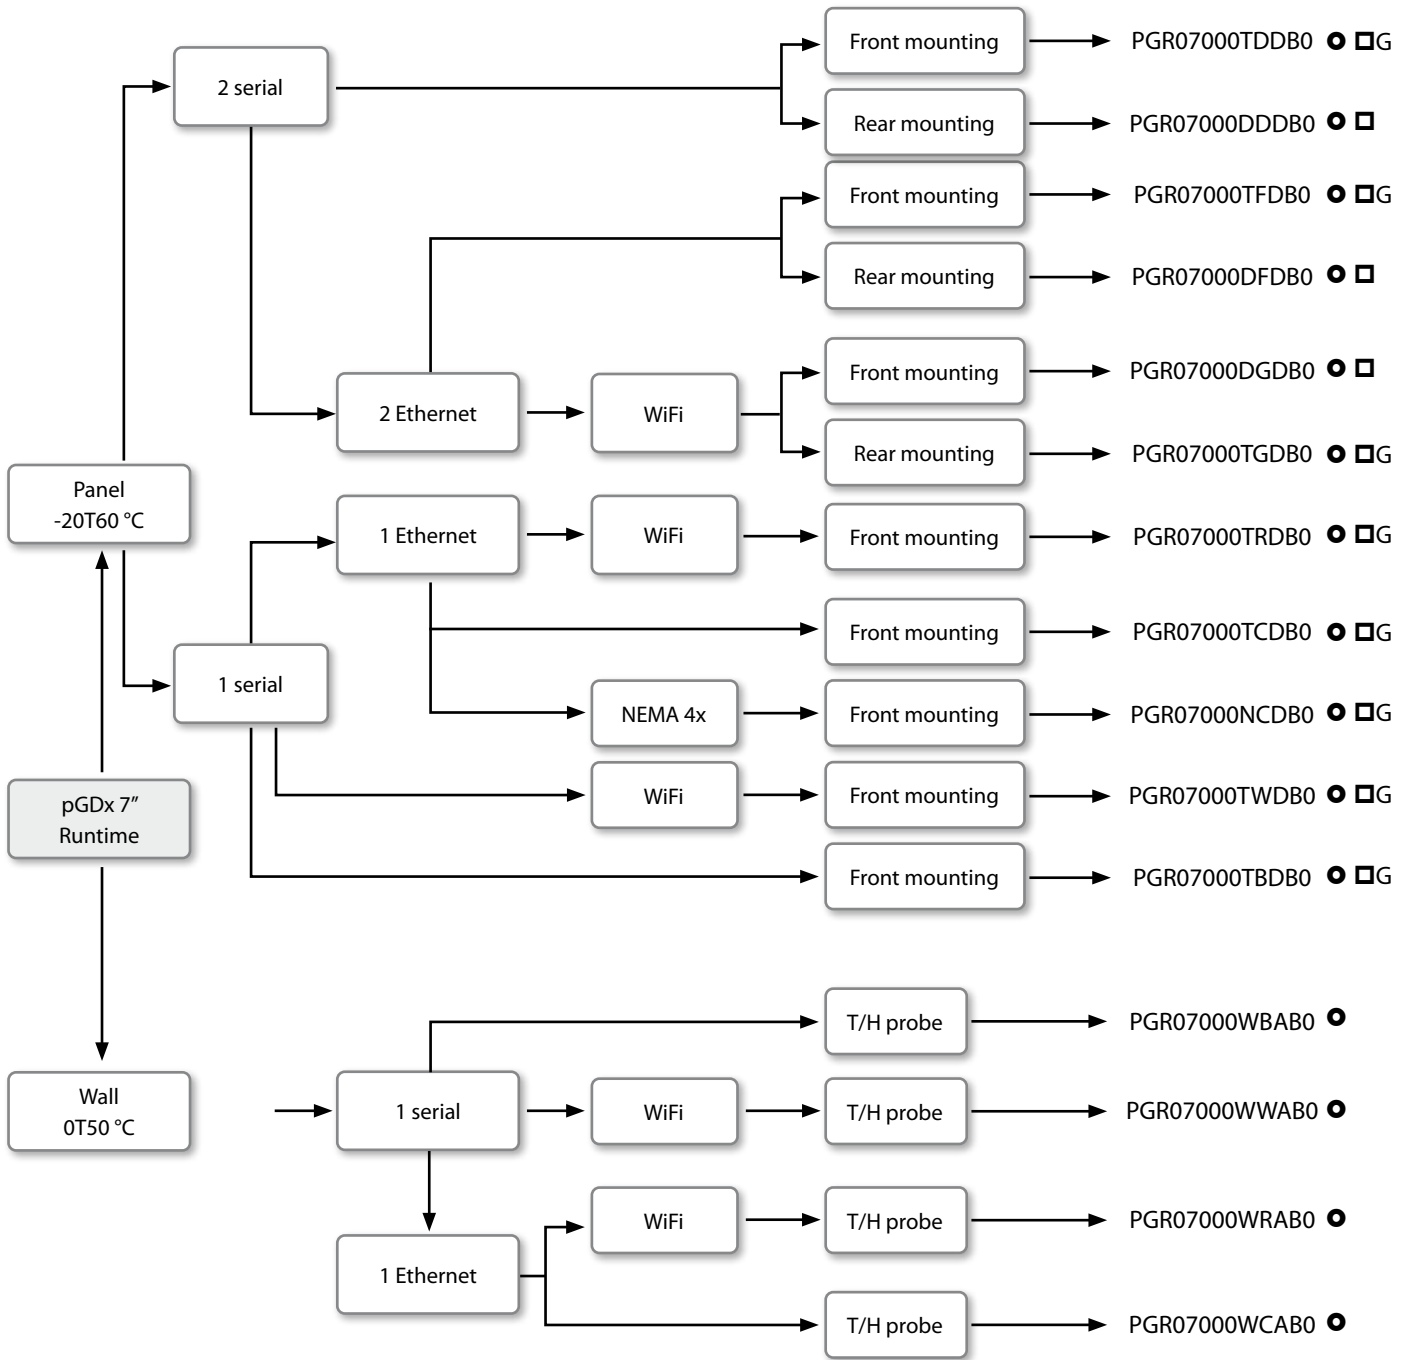 2 serial
Front mounting
PGR07000TDDB0 G
Rear mounting
PGR07000DDDB0
Front mounting
PGR07000TFDB0 G
Rear mounting
PGR07000DFDB0
2 Ethernet
WiFi
Front mounting
PGR07000DGDB0
Rear mounting
PGR07000TGDB0 G
Panel
-20T60 °C
1 Ethernet
WiFi
Front mounting
PGR07000TRDB0 G
Front mounting
PGR07000TCDB0 G
1 serial
NEMA 4x
Front mounting
PGR07000NCDB0 G
pGDx 7”
Runtime
WiFi
Front mounting
PGR07000TWDB0 G
Front mounting
PGR07000TBDB0 G
T/H probe
PGR07000WBAB0
Wall
0T50 °C
1 serial
WiFi
T/H probe
PGR07000WWAB0
WiFi
T/H probe
PGR07000WRAB0
1 Ethernet
T/H probe
PGR07000WCAB0